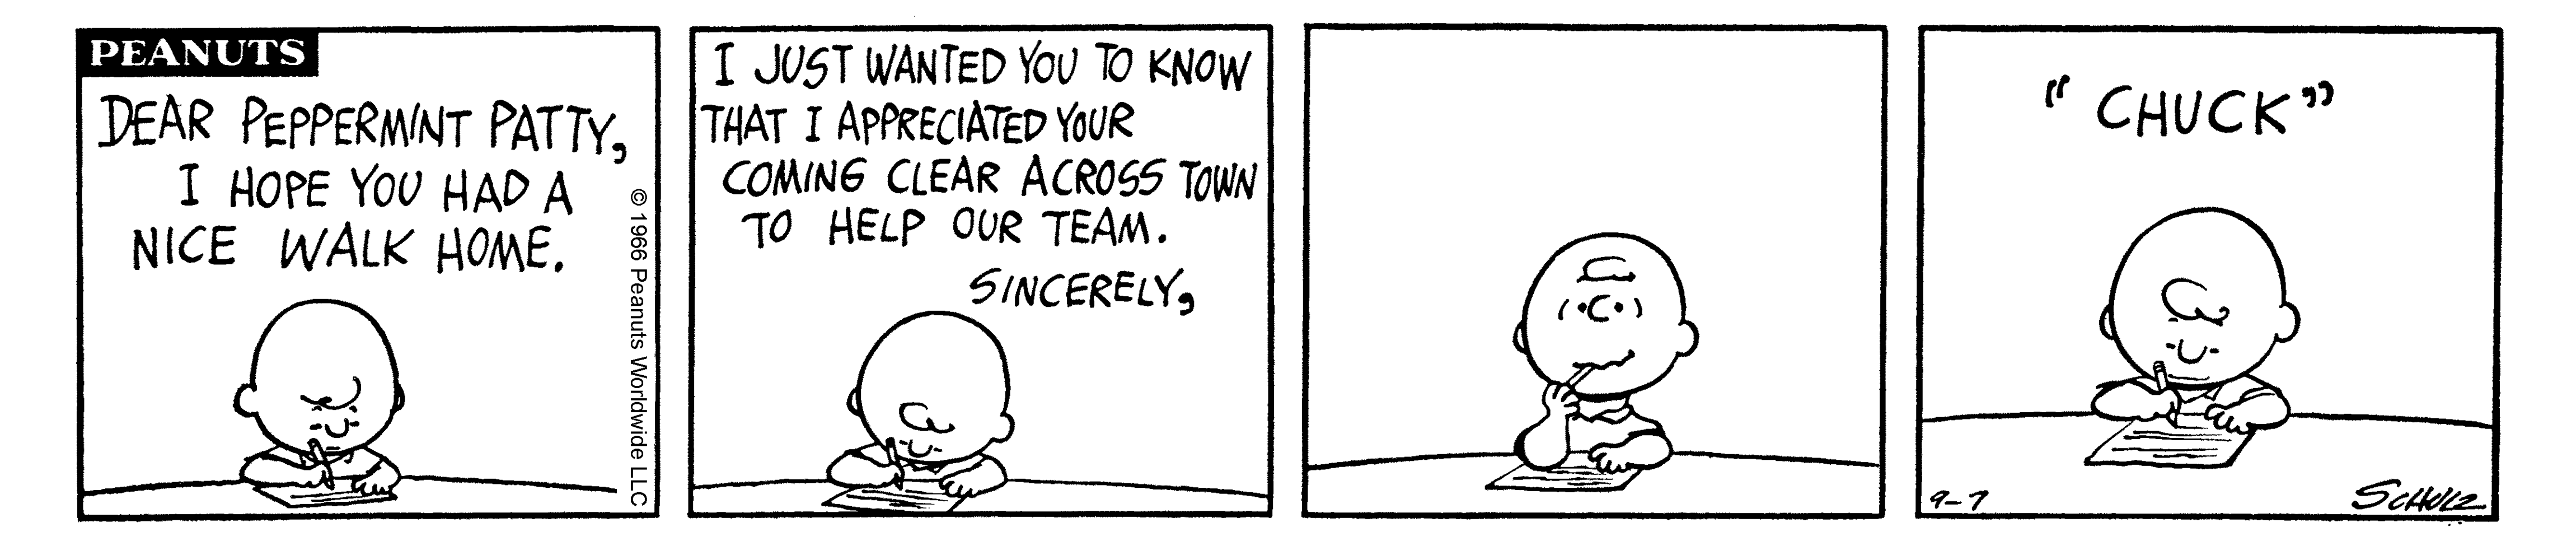 PEANUTS
DEAR PEPPERMINT PATTY,
I HOPE YOU HAD A
NICE WALK HOME.
© 1966 Peanuts Worldwide LLC
I JUST WANTED YOU TO KNOW
THAT I APPRECIATED YOUR
COMING CLEAR ACROSS TOWN
TO HELP OUR TEAM.
SINCERELY,
"CHUCK"
9-7
SCHULZ